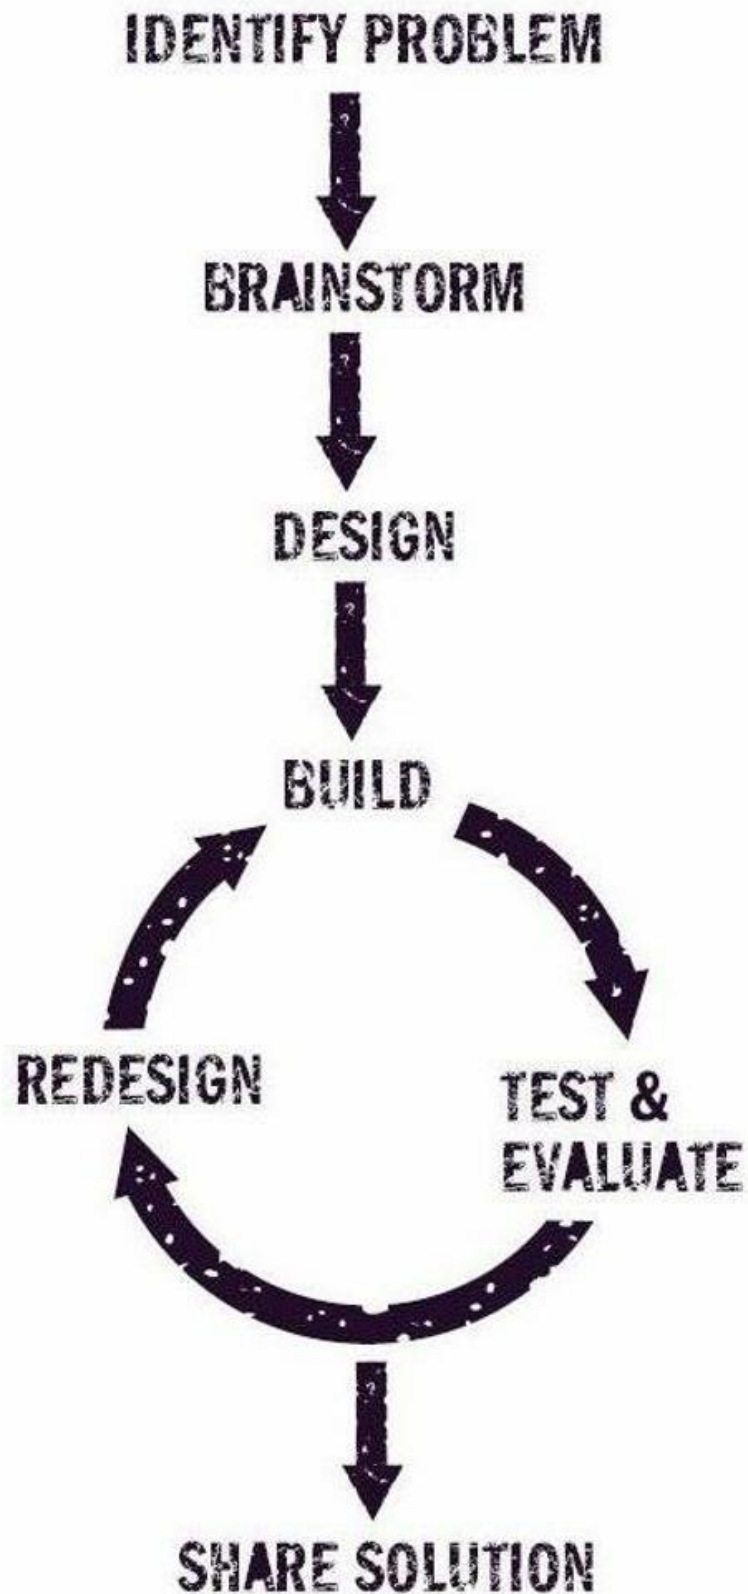 IDENTIFY PROBLEM
BRAINSTORM
DESIGN
BUILD
REDESIGN
TEST &
EVALUATE
SHARE SOLUTION